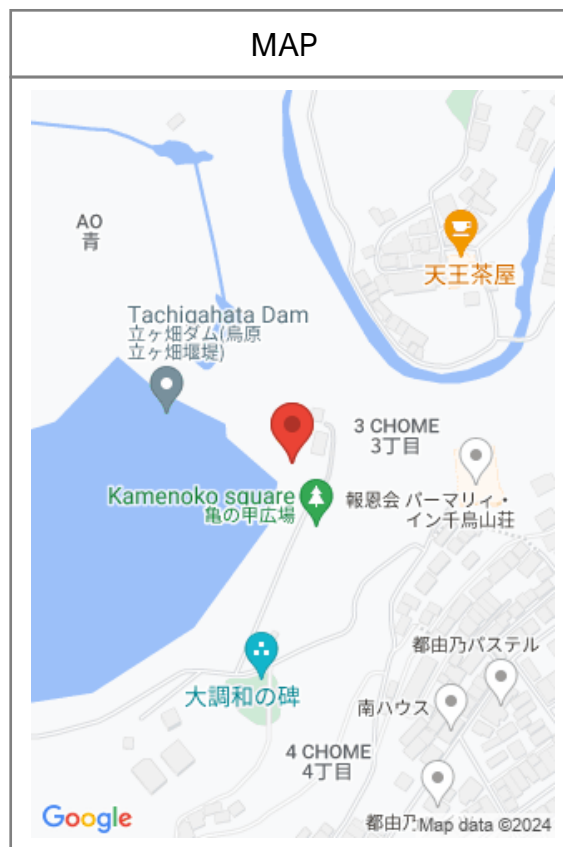 MAP
AO
青
天王茶屋
Tachigahata Dam
立ヶ畑ダム(烏原
立ヶ畑堰堤)
3 CHOME
3丁目
Kamenoko square
亀の甲広場
報恩会 パーマリィ・
イン千鳥山荘
都由乃パステル
大調和の碑
南ハウス
4 CHOME
4丁目
都由乃
Google
Map data ©2024